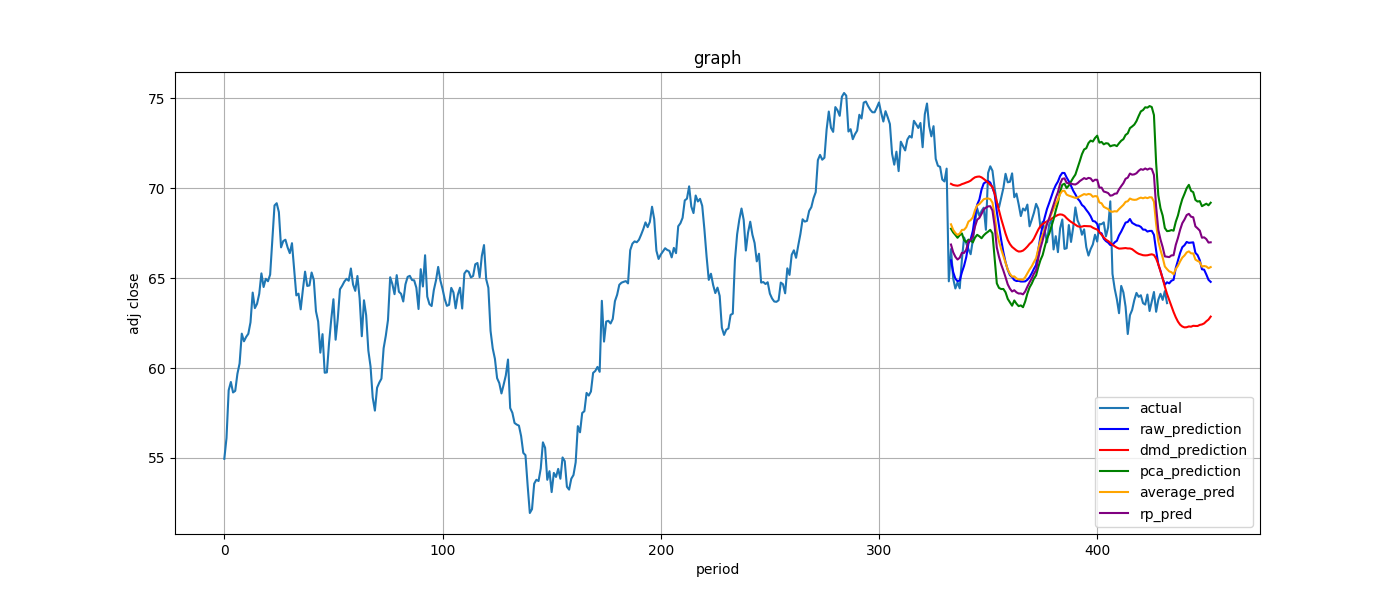 graph
adj close
75
70
65
60
55
0
100
200
300
400
period
actual
raw_prediction
dmd_prediction
pca_prediction
average_pred
rp_pred